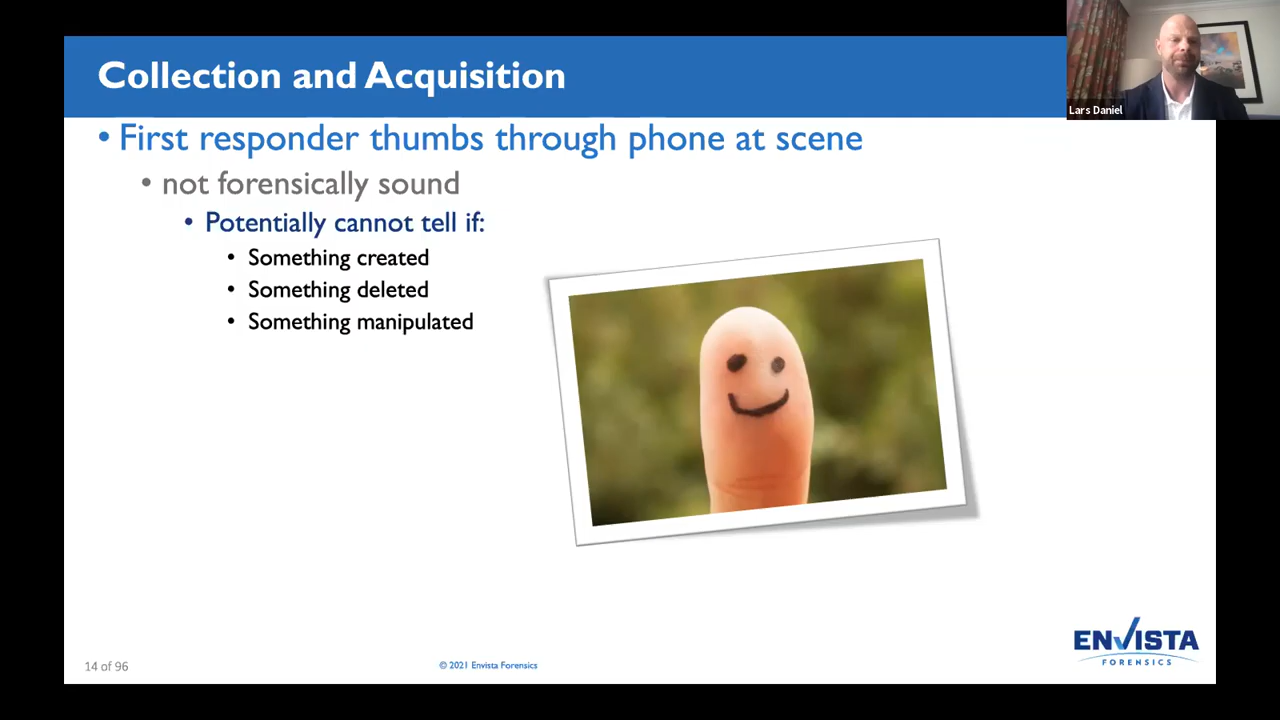 Collection and Acquisition
Lars Daniel
• First responder thumbs through phone at scene
• not forensically sound
• Potentially cannot tell if:
• Something created
• Something deleted
• Something manipulated
ENVISTA
FORENSICS
14 of 96
© 2021 Envista Forensics